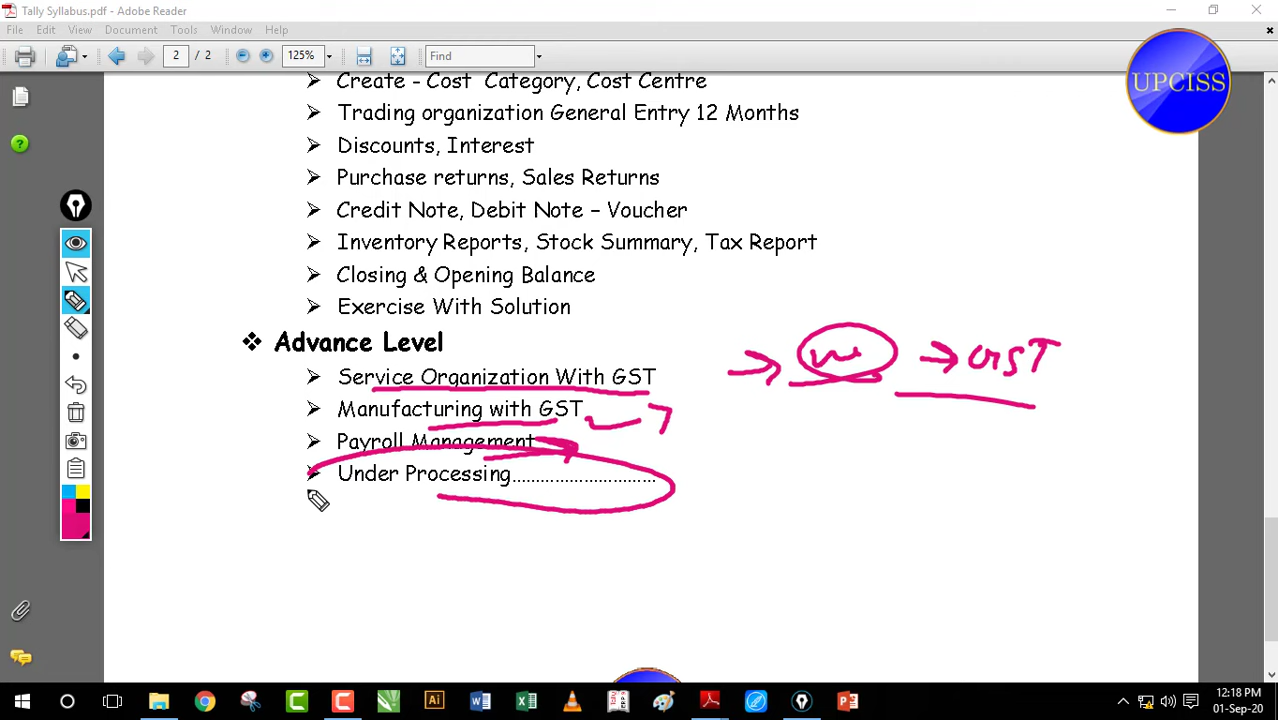 Tally Syllabus.pdf - Adobe Reader
File Edit View Document Tools Window Help
2 / 2 125% Find
UPCISS
Create - Cost Category, Cost Centre
Trading organization General Entry 12 Months
Discounts, Interest
Purchase returns, Sales Returns
Credit Note, Debit Note – Voucher
Inventory Reports, Stock Summary, Tax Report
Closing & Opening Balance
Exercise With Solution
Advance Level
Service Organization With GST
GST
Manufacturing with GST
Payroll Management
Under Processing..............................
12:18 PM
01-Sep-20